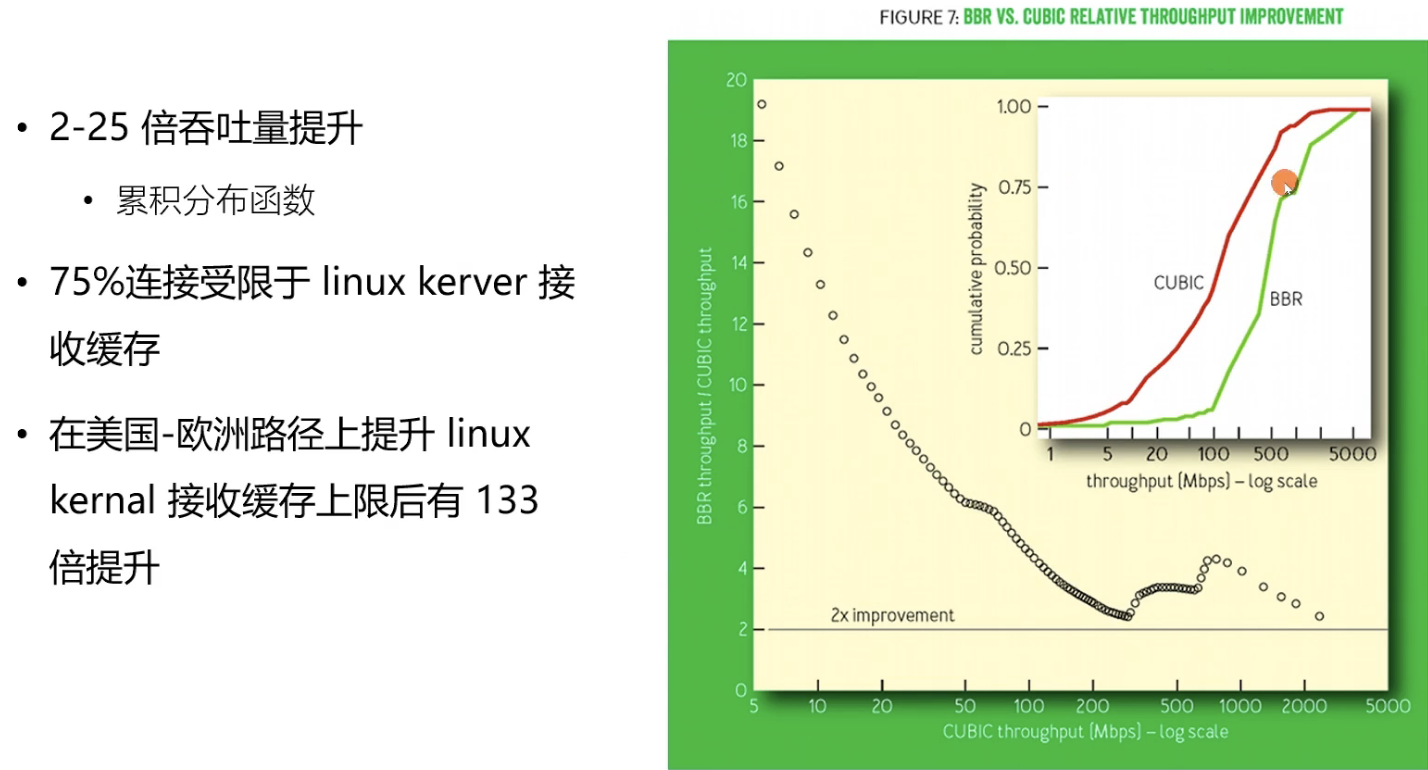 FIGURE 7: BBR VS. CUBIC RELATIVE THROUGHPUT IMPROVEMENT
• 2-25 倍吞吐量提升
• 累积分布函数
• 75%连接受限于 linux kerver 接
收缓存
• 在美国-欧洲路径上提升 linux
kernal 接收缓存上限后有 133
倍提升
BBR throughput / CUBIC throughput
20
18
16
14
12
10
8
6
4
2
0
2x improvement
5 10 20 50 100 200 500 1000 2000 5000
CUBIC throughput (Mbps) – log scale
cumulative probability
1.00
0.75
0.50
0.25
0
CUBIC
BBR
1 5 20 100 500 5000
throughput (Mbps) – log scale